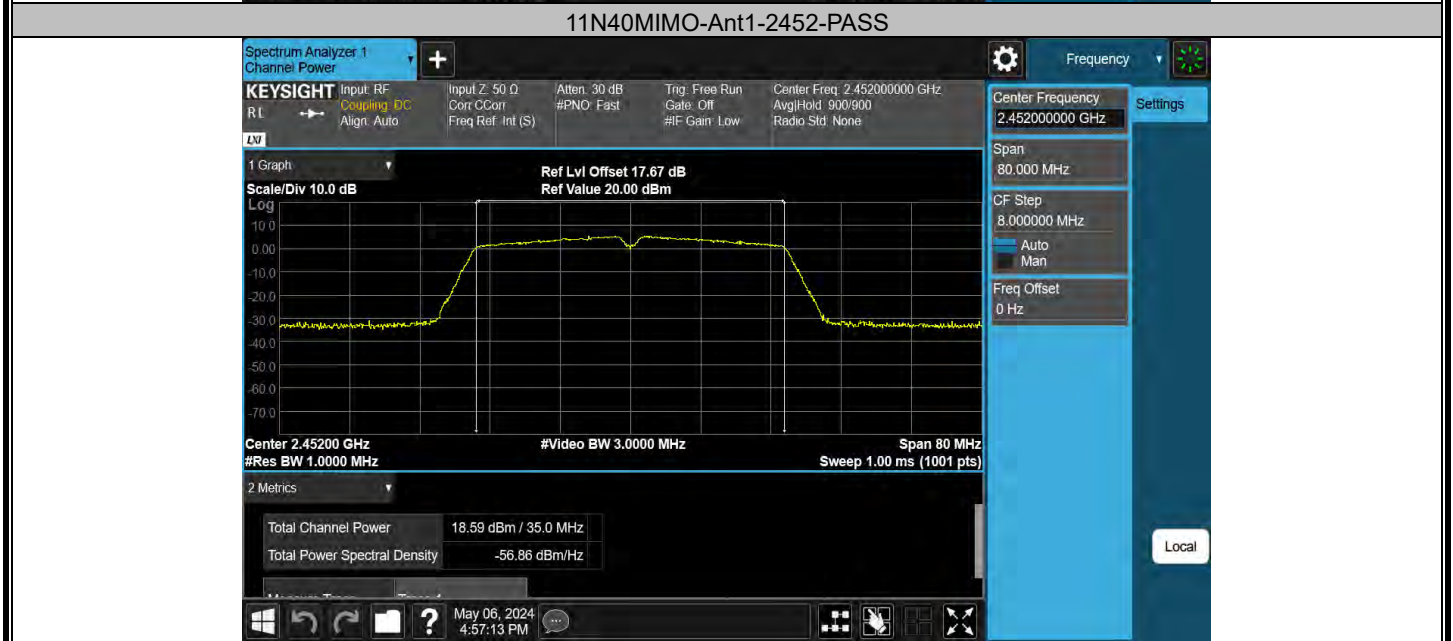 11N40MIMO-Ant1-2452-PASS
Spectrum Analyzer 1
Channel Power
+
Frequency
KEYSIGHT Input: RF Input Z: 50 Ω Atten: 30 dB Trig: Free Run Center Freq: 2.452000000 GHz
RL Coupling: DC Corr CCorr #PNO: Fast Gate: Off Avg|Hold: 900/900
Align: Auto Freq Ref: Int (S) #IF Gain: Low Radio Std: None
LXI
Center Frequency
2.452000000 GHz
Settings
Span
80.000 MHz
CF Step
8.000000 MHz
Auto
Man
Freq Offset
0 Hz
Local
1 Graph
Ref Lvl Offset 17.67 dB
Scale/Div 10.0 dB Ref Value 20.00 dBm
Log
10.0
0.00
-10.0
-20.0
-30.0
-40.0
-50.0
-60.0
-70.0
Center 2.45200 GHz #Video BW 3.0000 MHz Span 80 MHz
#Res BW 1.0000 MHz Sweep 1.00 ms (1001 pts)
2 Metrics
Total Channel Power 18.59 dBm / 35.0 MHz
Total Power Spectral Density -56.86 dBm/Hz
?
May 06, 2024
4:57:13 PM